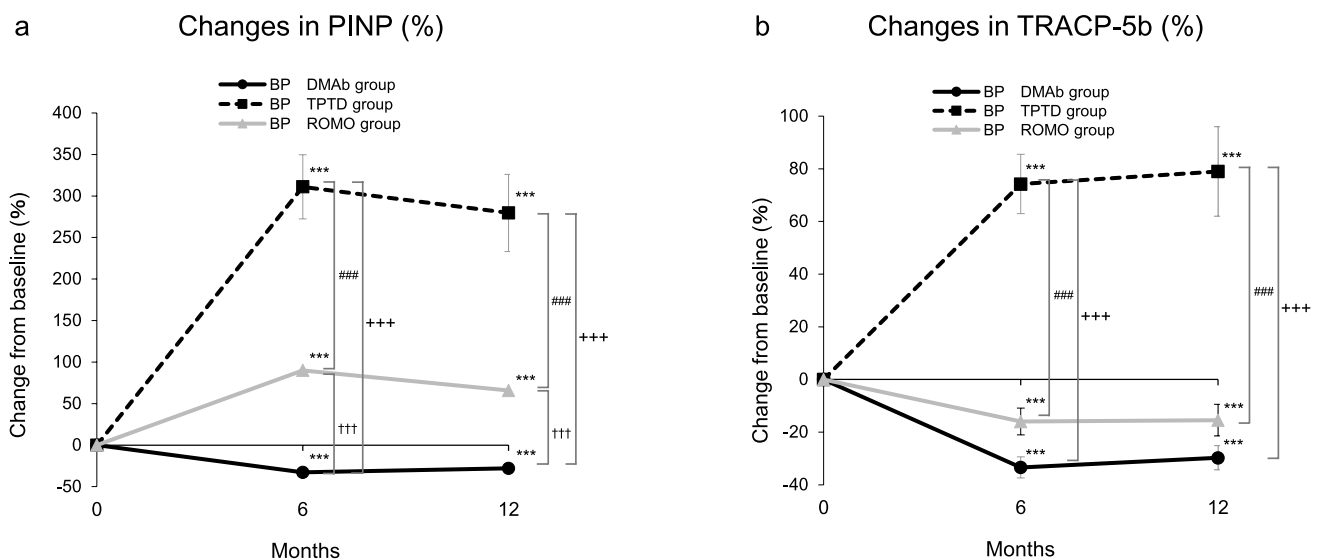 a Changes in PINP (%)
BP DMAb group
BP TPTD group
BP ROMO group
Change from baseline (%)
400
350
300
250
200
150
100
50
0
-50
***
***
***
***
***
***
###
+++
†††
###
+++
†††
0 6 12
Months
b Changes in TRACP-5b (%)
BP DMAb group
BP TPTD group
BP ROMO group
Change from baseline (%)
100
80
60
40
20
0
-20
-40
***
***
***
***
***
***
###
+++
###
+++
0 6 12
Months